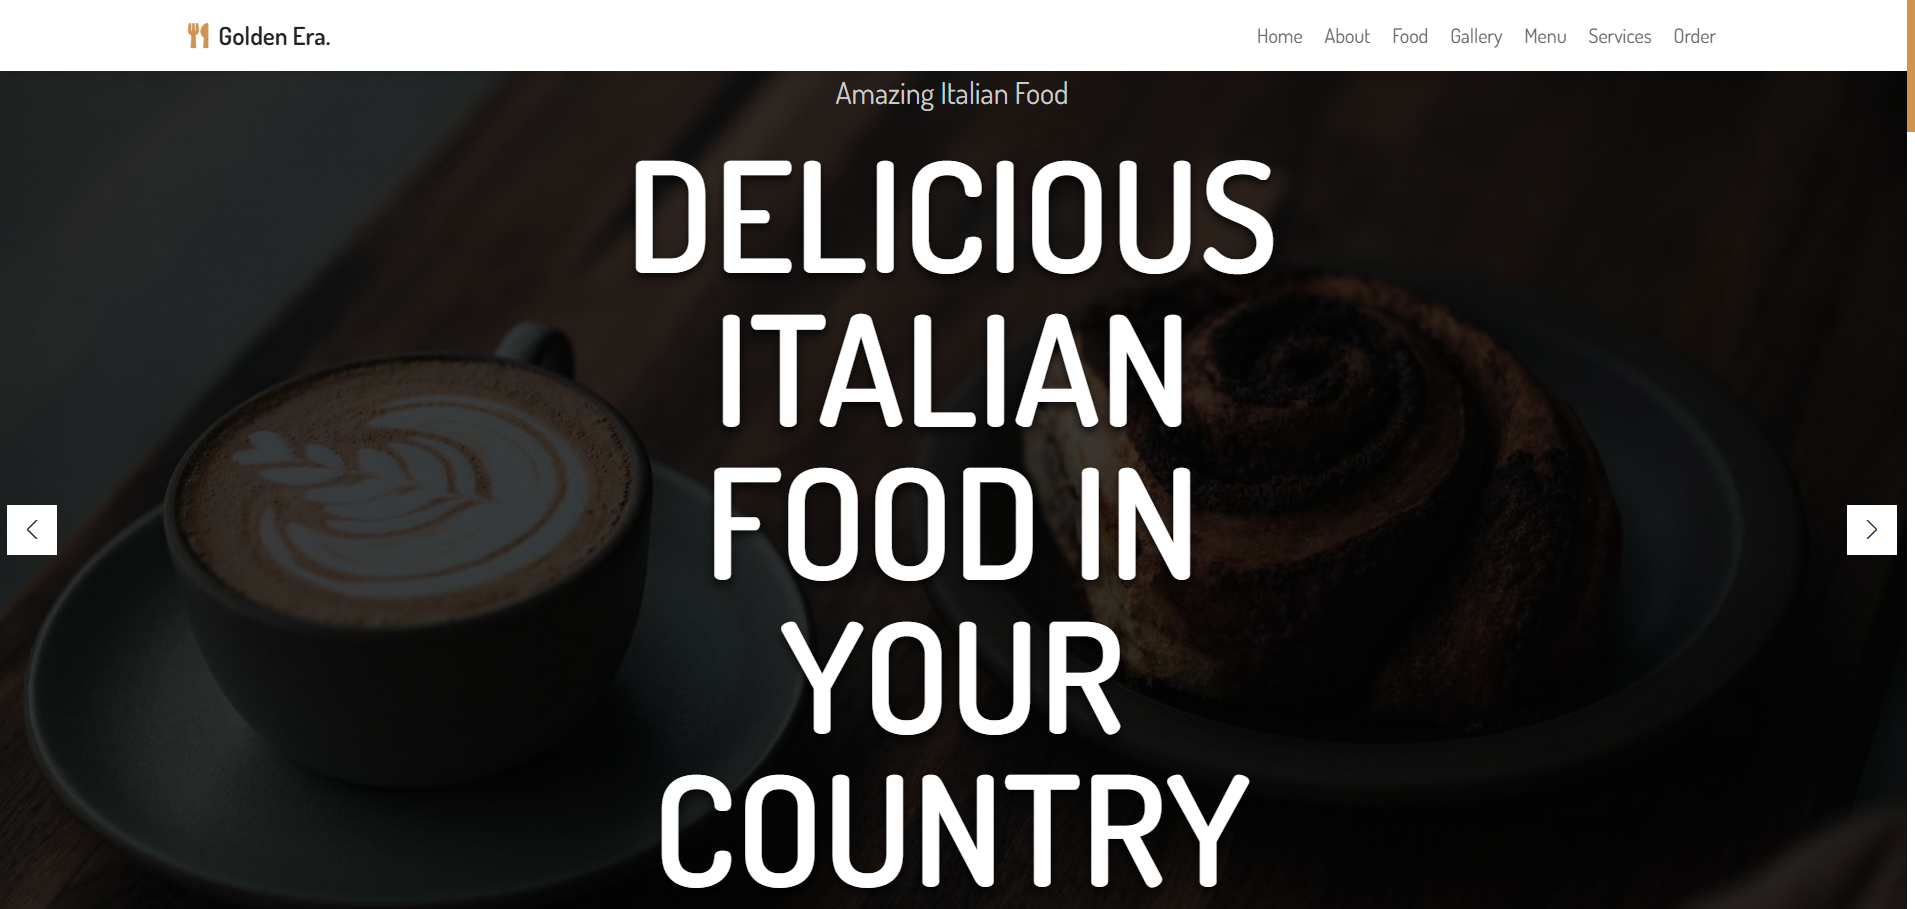 Golden Era.
Home About Food Gallery Menu Services Order
Amazing Italian Food
DELICIOUS
ITALIAN
FOOD IN
YOUR
COUNTRY